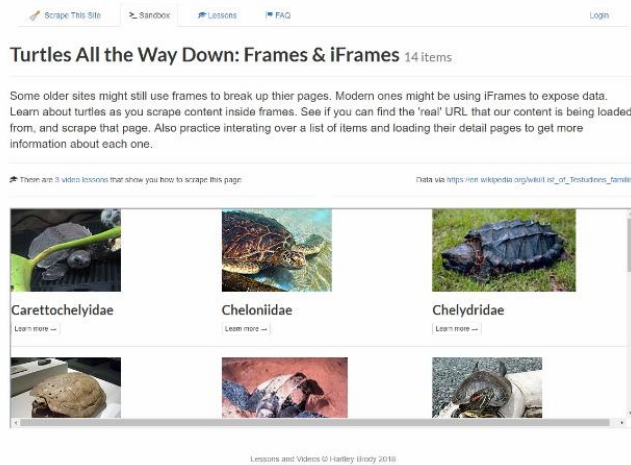 Scrape This Site
Sandbox
Lessons
FAQ
Login
Turtles All the Way Down: Frames & iFrames 14 items
Some older sites might still use frames to break up thier pages. Modern ones might be using iFrames to expose data.
Learn about turtles as you scrape content inside frames. See if you can find the 'real' URL that our content is being loaded
from, and scrape that page. Also practice interating over a list of items and loading their detail pages to get more
information about each one.
There are 3 video lessons that show you how to scrape this page
Data via https://en.wikipedia.org/wiki/List_of_Testudines_familie
Carettochelyidae
Cheloniidae
Chelydridae
Learn more →
Learn more →
Learn more →
Lessons and Videos © Hartley Brody 2018